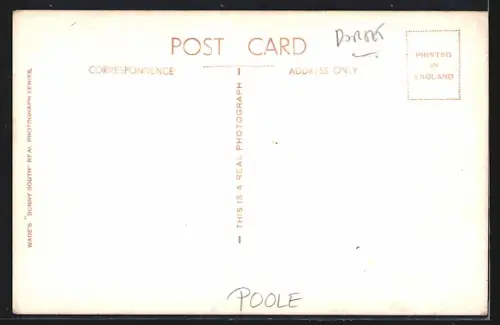 POST CARD
DORSET
CORRESPONDENCE
ADDRESS ONLY
PRINTED
IN
ENGLAND
THIS IS A REAL PHOTOGRAPH
WADE'S "SUNNY SOUTH" REAL PHOTOGRAPH SERIES.
POOLE